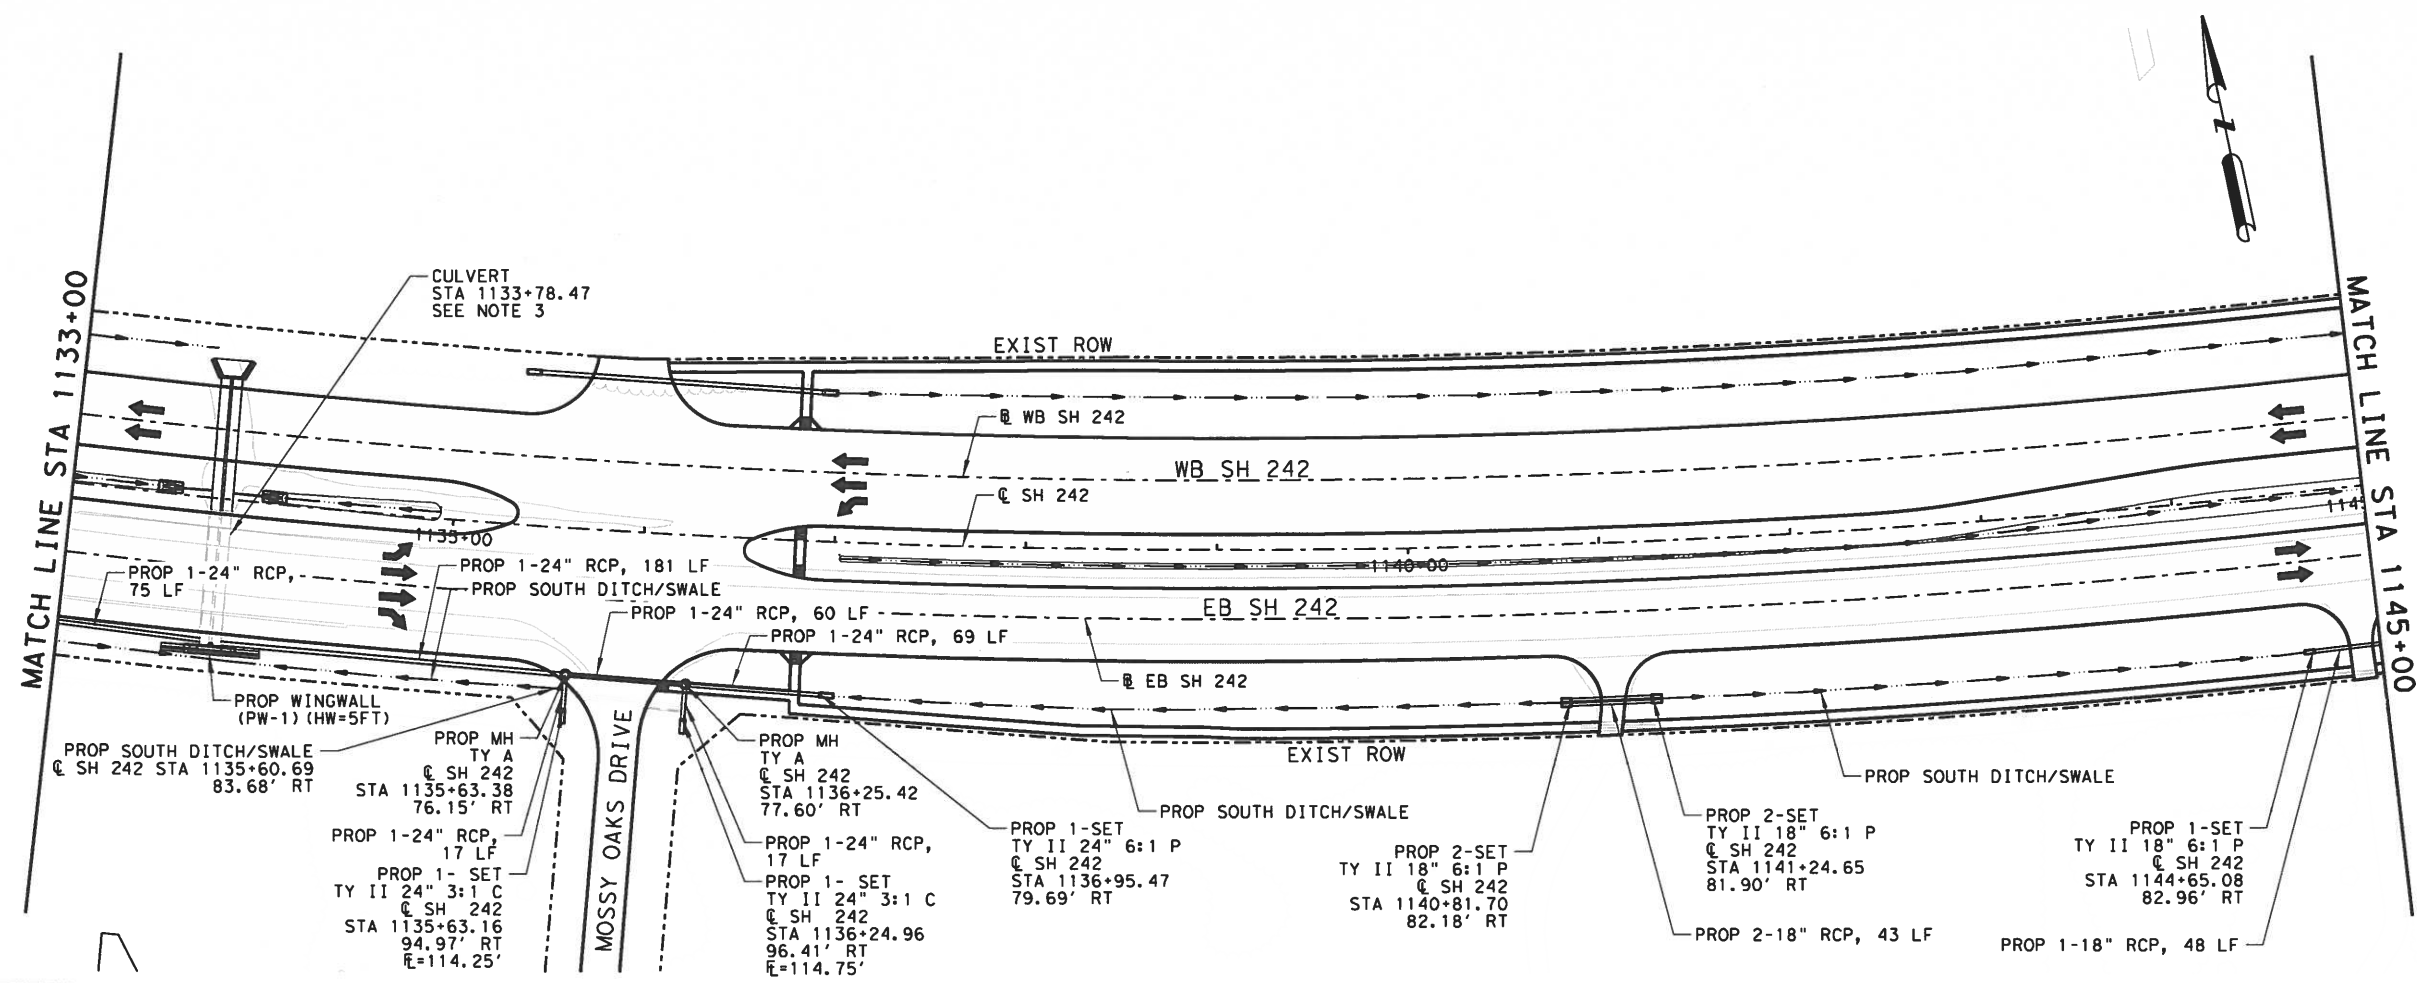 MATCH LINE STA 1133+00
CULVERT
STA 1133+78.47
SEE NOTE 3
EXIST ROW
℄ SH 242
WB SH 242
℄ SH 242
N
MATCH LINE STA 1145+00
1135+00
1140+00
114
EB SH 242
PROP 1-24" RCP,
75 LF
PROP 1-24" RCP, 181 LF
PROP SOUTH DITCH/SWALE
PROP 1-24" RCP, 60 LF
PROP 1-24" RCP, 69 LF
BL WB SH 242
BL EB SH 242
PROP WINGWALL
(PW-1)(HW=5FT)
PROP SOUTH DITCH/SWALE
℄ SH 242 STA 1135+60.69
83.68' RT
PROP MH
TY A
℄ SH 242
STA 1135+63.38
76.15' RT
PROP 1-24" RCP,
17 LF
PROP 1- SET
TY II 24" 3:1 C
℄ SH 242
STA 1135+63.16
94.97' RT
FL=114.25'
MOSSY OAKS DRIVE
PROP MH
TY A
℄ SH 242
STA 1136+25.42
77.60' RT
PROP 1-24" RCP,
17 LF
PROP 1- SET
TY II 24" 3:1 C
℄ SH 242
STA 1136+24.96
96.41' RT
FL=114.75'
PROP 1-SET
TY II 24" 6:1 P
℄ SH 242
STA 1136+95.47
79.69' RT
EXIST ROW
PROP SOUTH DITCH/SWALE
PROP 2-SET
TY II 18" 6:1 P
℄ SH 242
STA 1140+81.70
82.18' RT
PROP 2-SET
TY II 18" 6:1 P
℄ SH 242
STA 1141+24.65
81.90' RT
PROP 2-18" RCP, 43 LF
PROP SOUTH DITCH/SWALE
PROP 1-SET
TY II 18" 6:1 P
℄ SH 242
STA 1144+65.08
82.96' RT
PROP 1-18" RCP, 48 LF